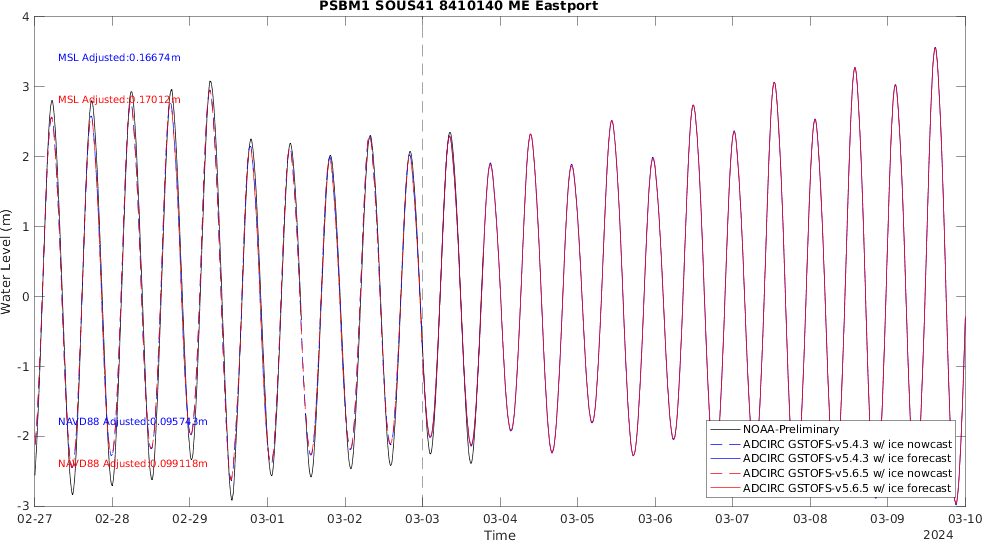 PSBM1 SOUS41 8410140 ME Eastport
4
3
2
1
0
-1
-2
-3
Water Level (m)
MSL Adjusted:0.16674m
MSL Adjusted:0.17012m
NAVD88 Adjusted:0.095743m
NAVD88 Adjusted:0.099118m
NOAA-Preliminary
ADCIRC GSTOFS-v5.4.3 w/ ice nowcast
ADCIRC GSTOFS-v5.4.3 w/ ice forecast
ADCIRC GSTOFS-v5.6.5 w/ ice nowcast
ADCIRC GSTOFS-v5.6.5 w/ ice forecast
02-27 02-28 02-29 03-01 03-02 03-03 03-04 03-05 03-06 03-07 03-08 03-09 03-10
Time
2024